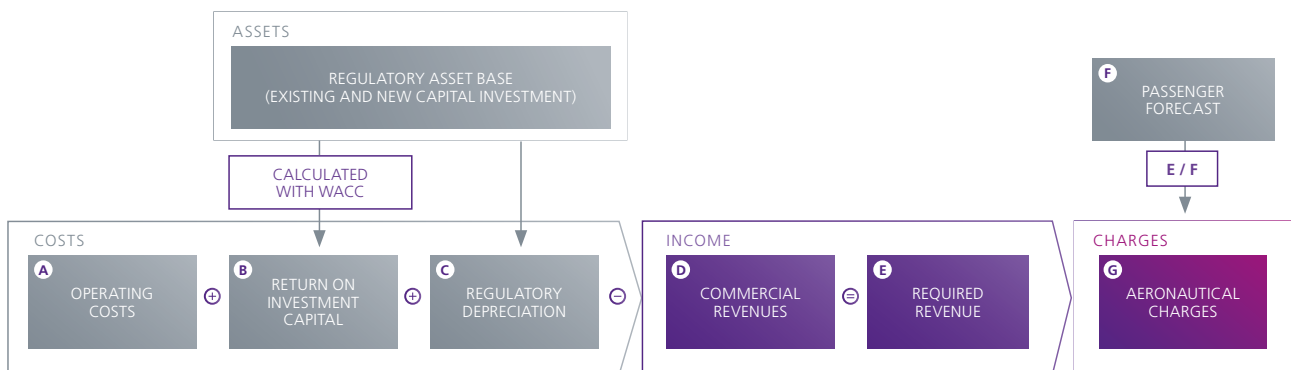 ASSETS
REGULATORY ASSET BASE
(EXISTING AND NEW CAPITAL INVESTMENT)
F
PASSENGER
FORECAST
CALCULATED
WITH WACC
E / F
COSTS
A
OPERATING
COSTS
+
B
RETURN ON
INVESTMENT
CAPITAL
+
C
REGULATORY
DEPRECIATION
−
INCOME
D
COMMERCIAL
REVENUES
=
E
REQUIRED
REVENUE
CHARGES
G
AERONAUTICAL
CHARGES